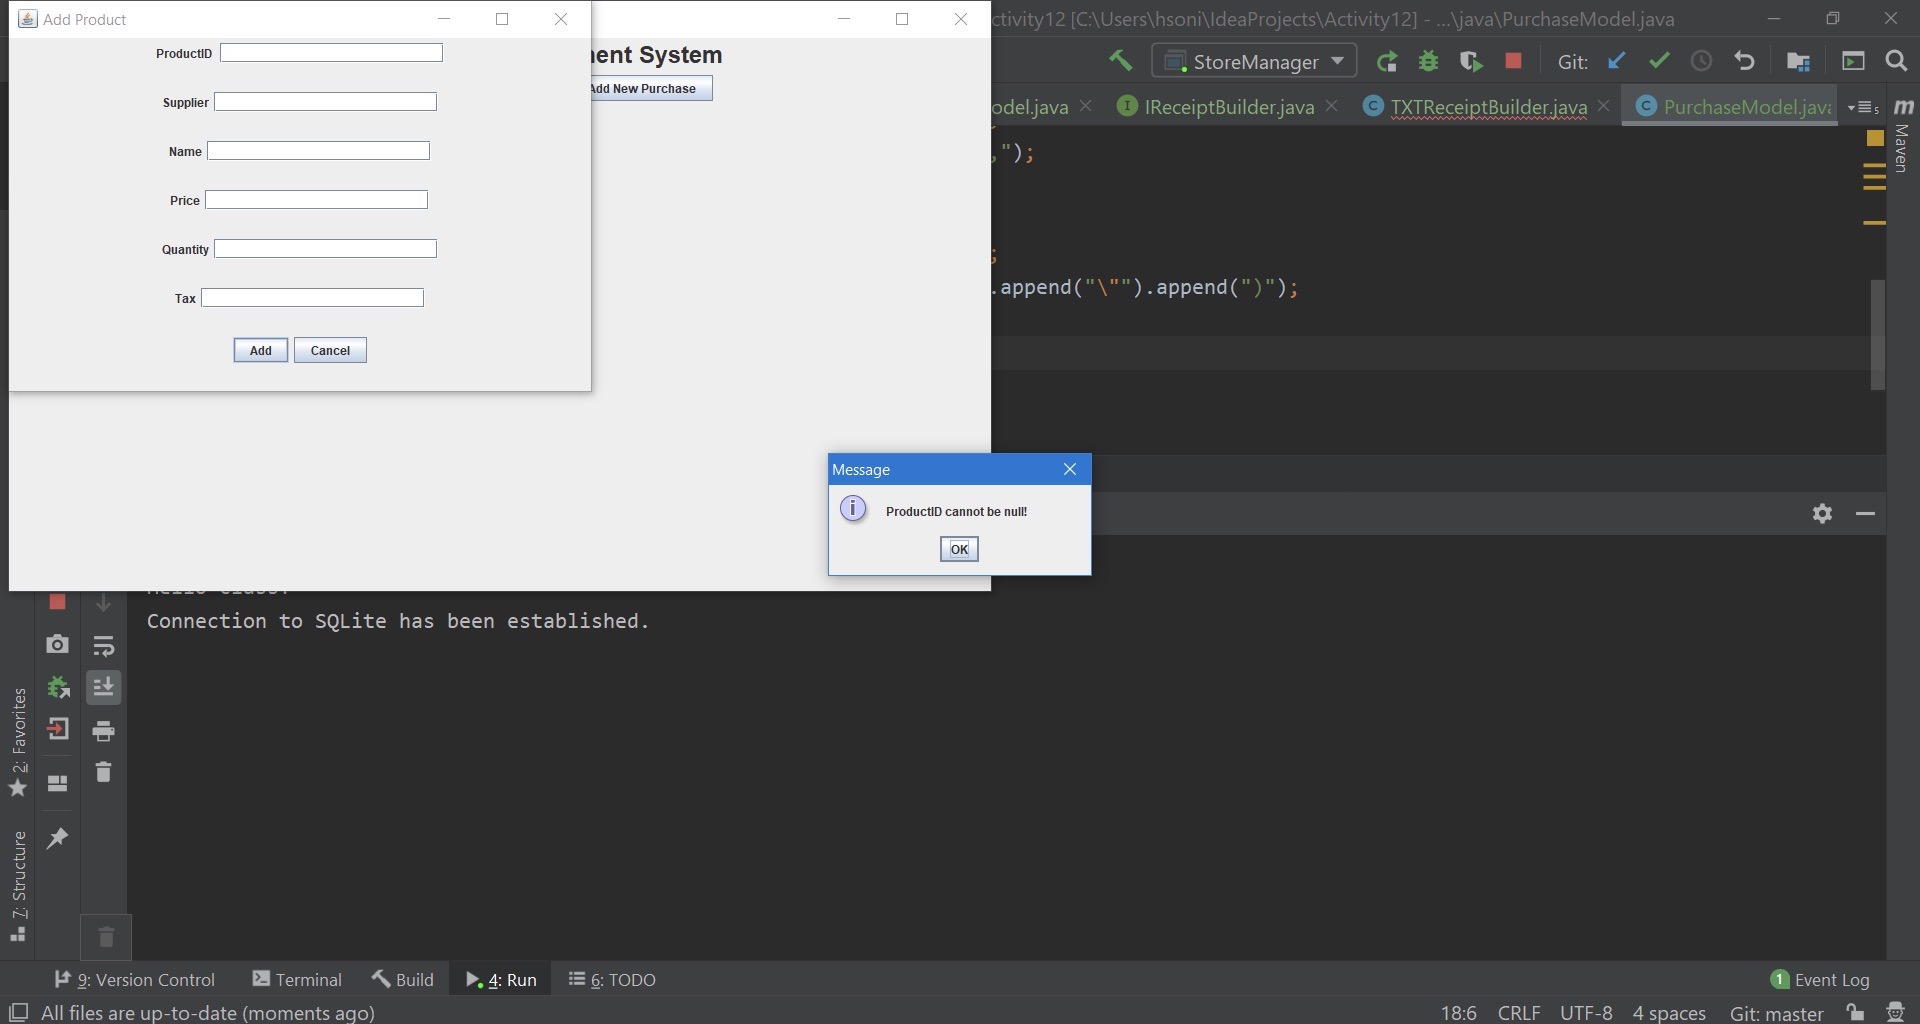 Add Product
ctivity12 [C:\Users\hsoni\IdeaProjects\Activity12] - ...\java\PurchaseModel.java
ProductID
Supplier
Name
Price
Quantity
Tax
Add
Cancel
ent System
Add New Purchase
StoreManager
Git:
odel.java
IReceiptBuilder.java
TXTReceiptBuilder.java
PurchaseModel.java
5
m
Maven
");
;
.append("\"").append(")");
Message
ProductID cannot be null!
OK
Connection to SQLite has been established.
2: Favorites
7: Structure
9: Version Control
Terminal
Build
4: Run
6: TODO
1 Event Log
All files are up-to-date (moments ago)
18:6
CRLF
UTF-8
4 spaces
Git: master